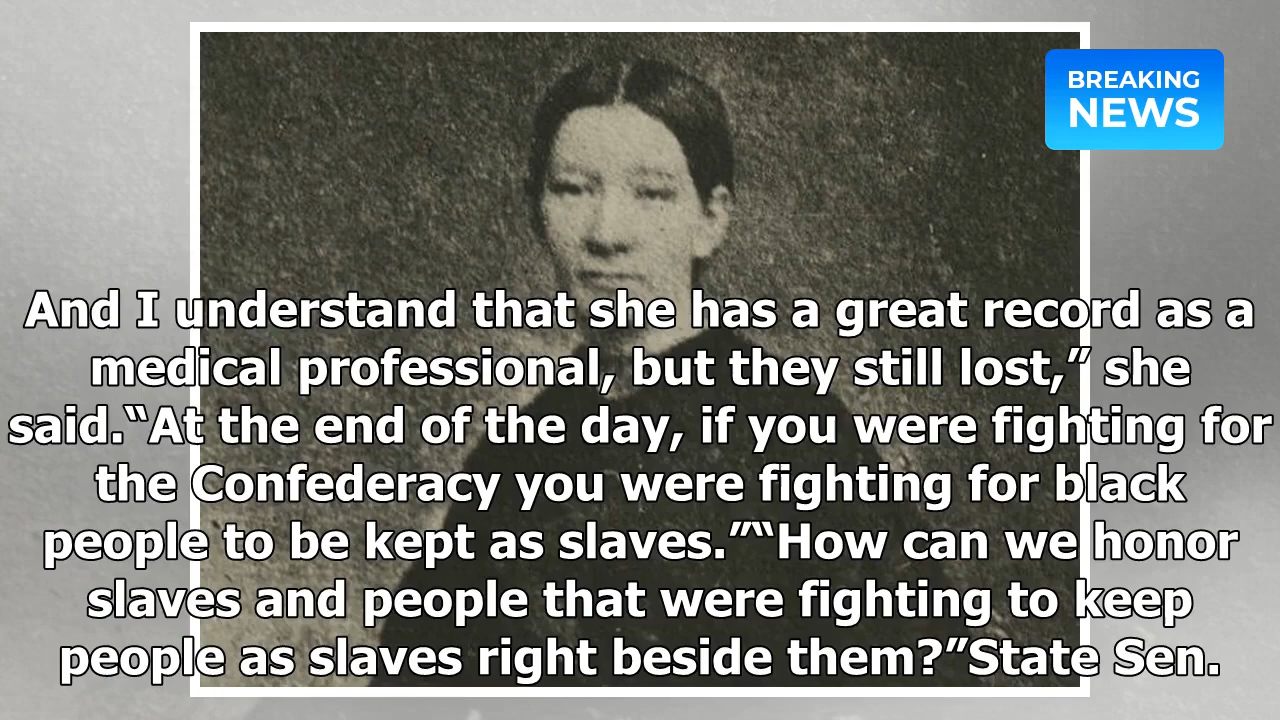 BREAKING
NEWS
And I understand that she has a great record as a
medical professional, but they still lost,” she
said.“At the end of the day, if you were fighting for
the Confederacy you were fighting for black
people to be kept as slaves.”“How can we honor
slaves and people that were fighting to keep
people as slaves right beside them?”State Sen.